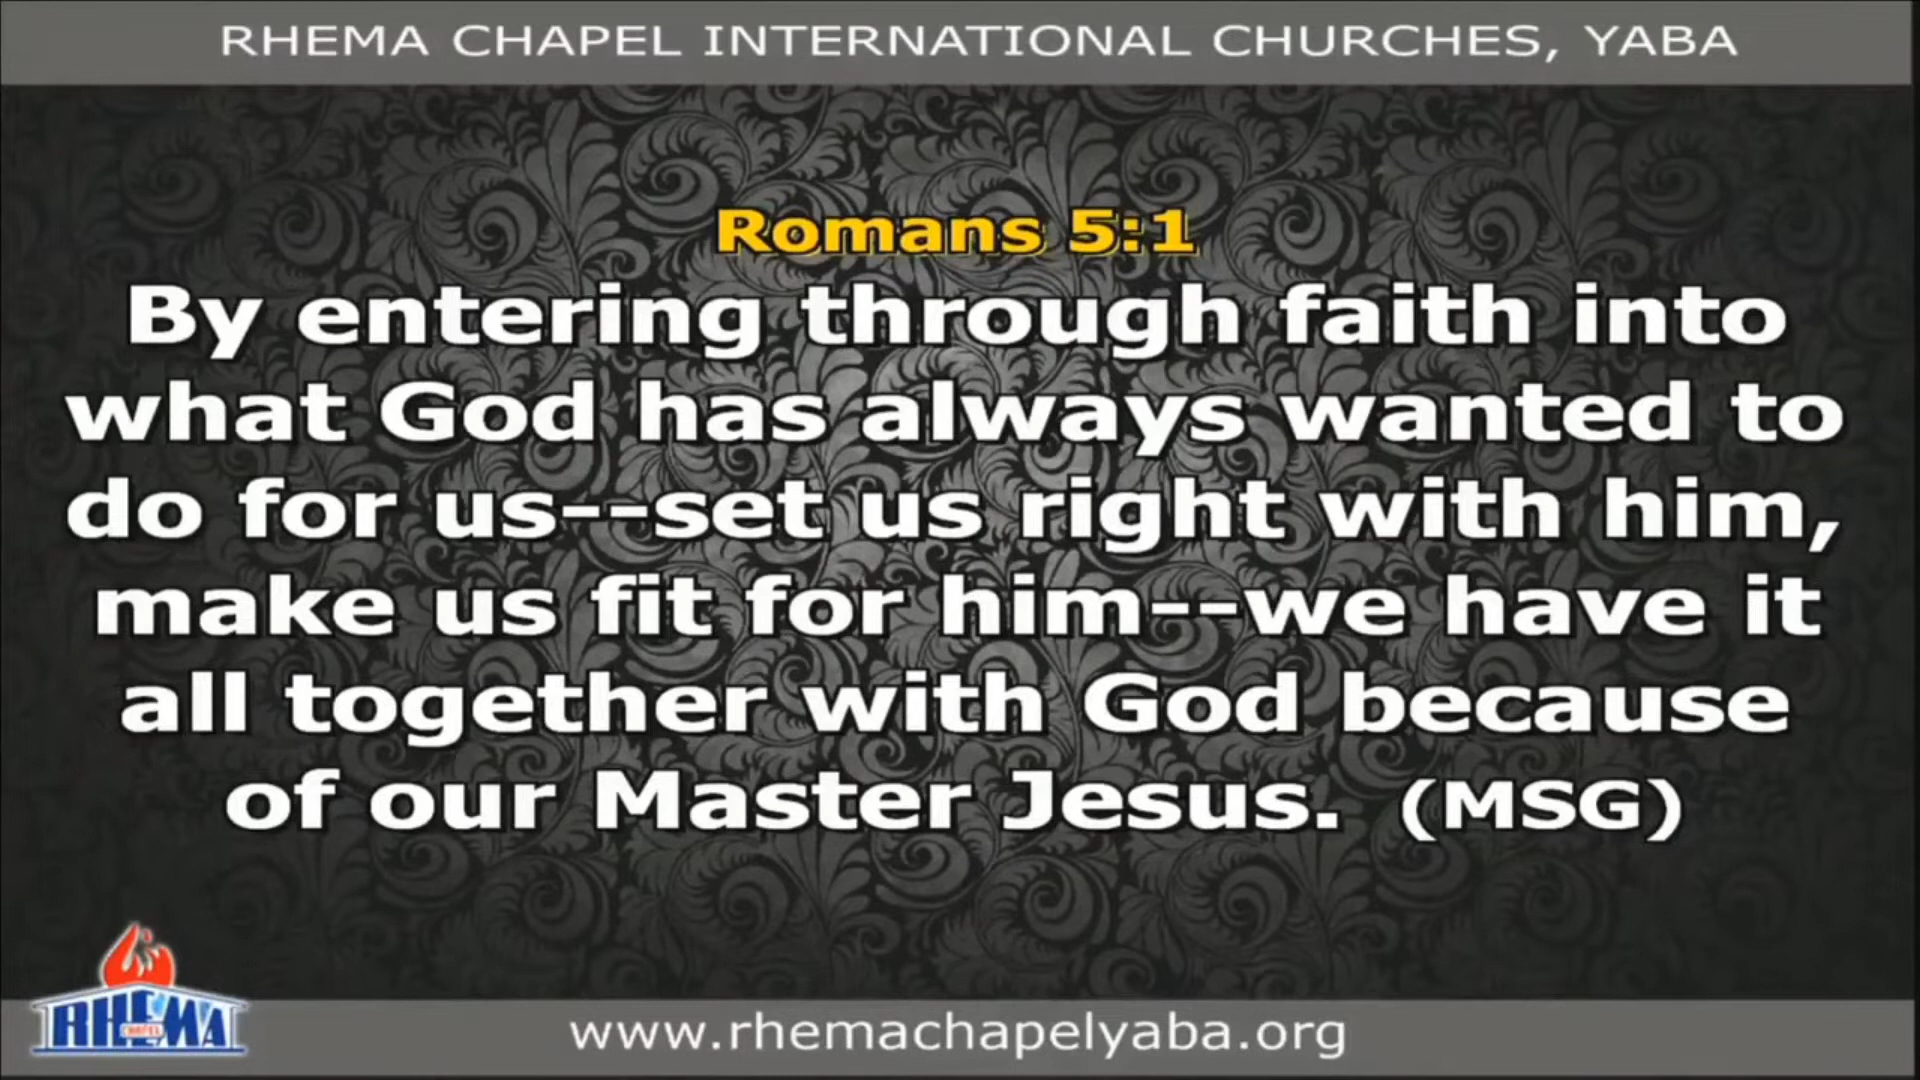 RHEMA CHAPEL INTERNATIONAL CHURCHES, YABA
Romans 5:1
By entering through faith into
what God has always wanted to
do for us--set us right with him,
make us fit for him--we have it
all together with God because
of our Master Jesus. (MSG)
RHEMA
CHAPEL
www.rhemachapelyaba.org